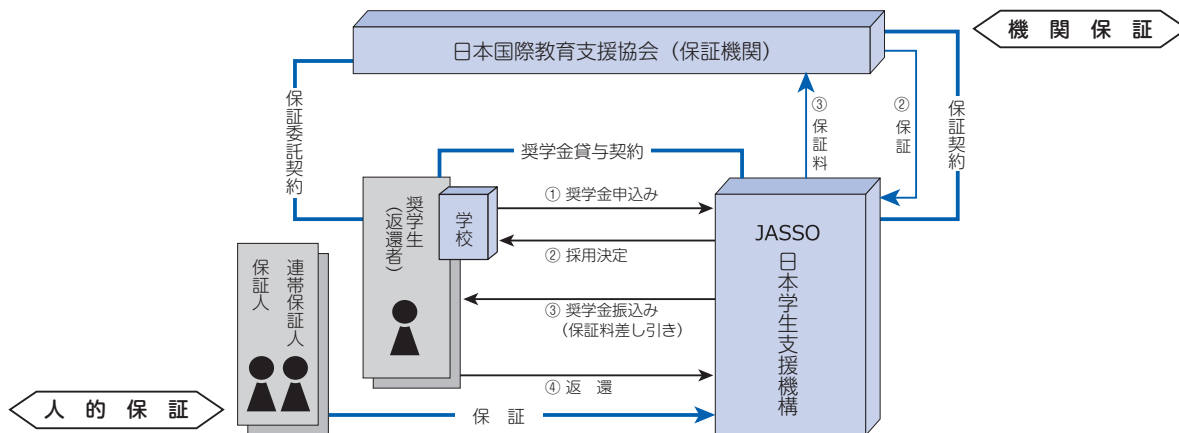 機関保証
日本国際教育支援協会（保証機関）
保証委託契約
③保証料
②保証
保証契約
奨学金貸与契約
奨学生
（返還者）
学校
① 奨学金申込み
② 採用決定
③ 奨学金振込み
（保証料差し引き）
④ 返　還
JASSO
日本学生支援機構
連帯保証人
保証人
人的保証
保　証